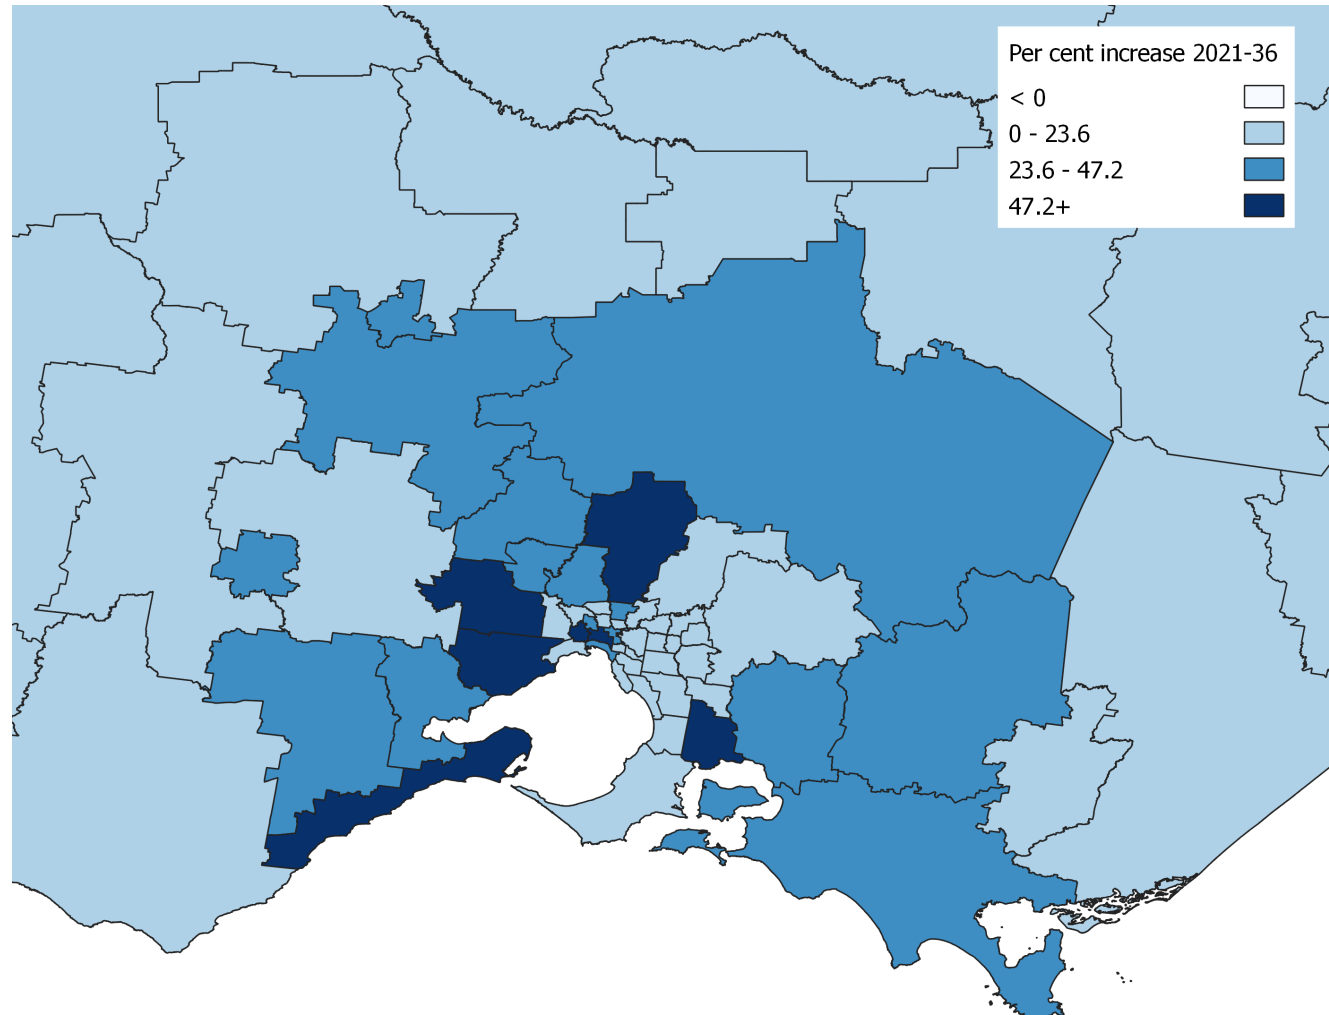 Per cent increase 2021-36
< 0
0 - 23.6
23.6 - 47.2
47.2+